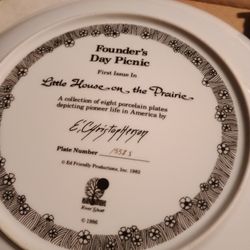 Founder's
Day Picnic
First Issue In
Little House on the Prairie
A collection of eight porcelain plates
depicting pioneer life in America by
E. Christopherson
Plate Number
© Ed Friendly Productions, Inc. 1982
© 1986